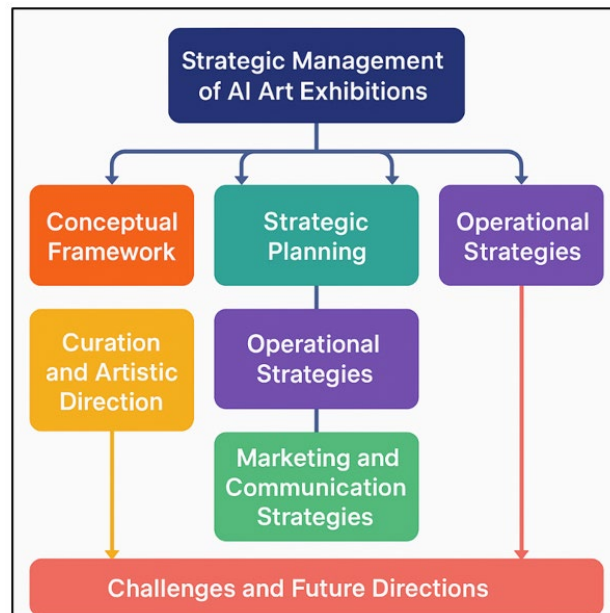 Strategic Management
of AI Art Exhibitions
Conceptual
Framework
Strategic
Planning
Operational
Strategies
Curation
and Artistic
Direction
Operational
Strategies
Marketing and
Communication
Strategies
Challenges and Future Directions